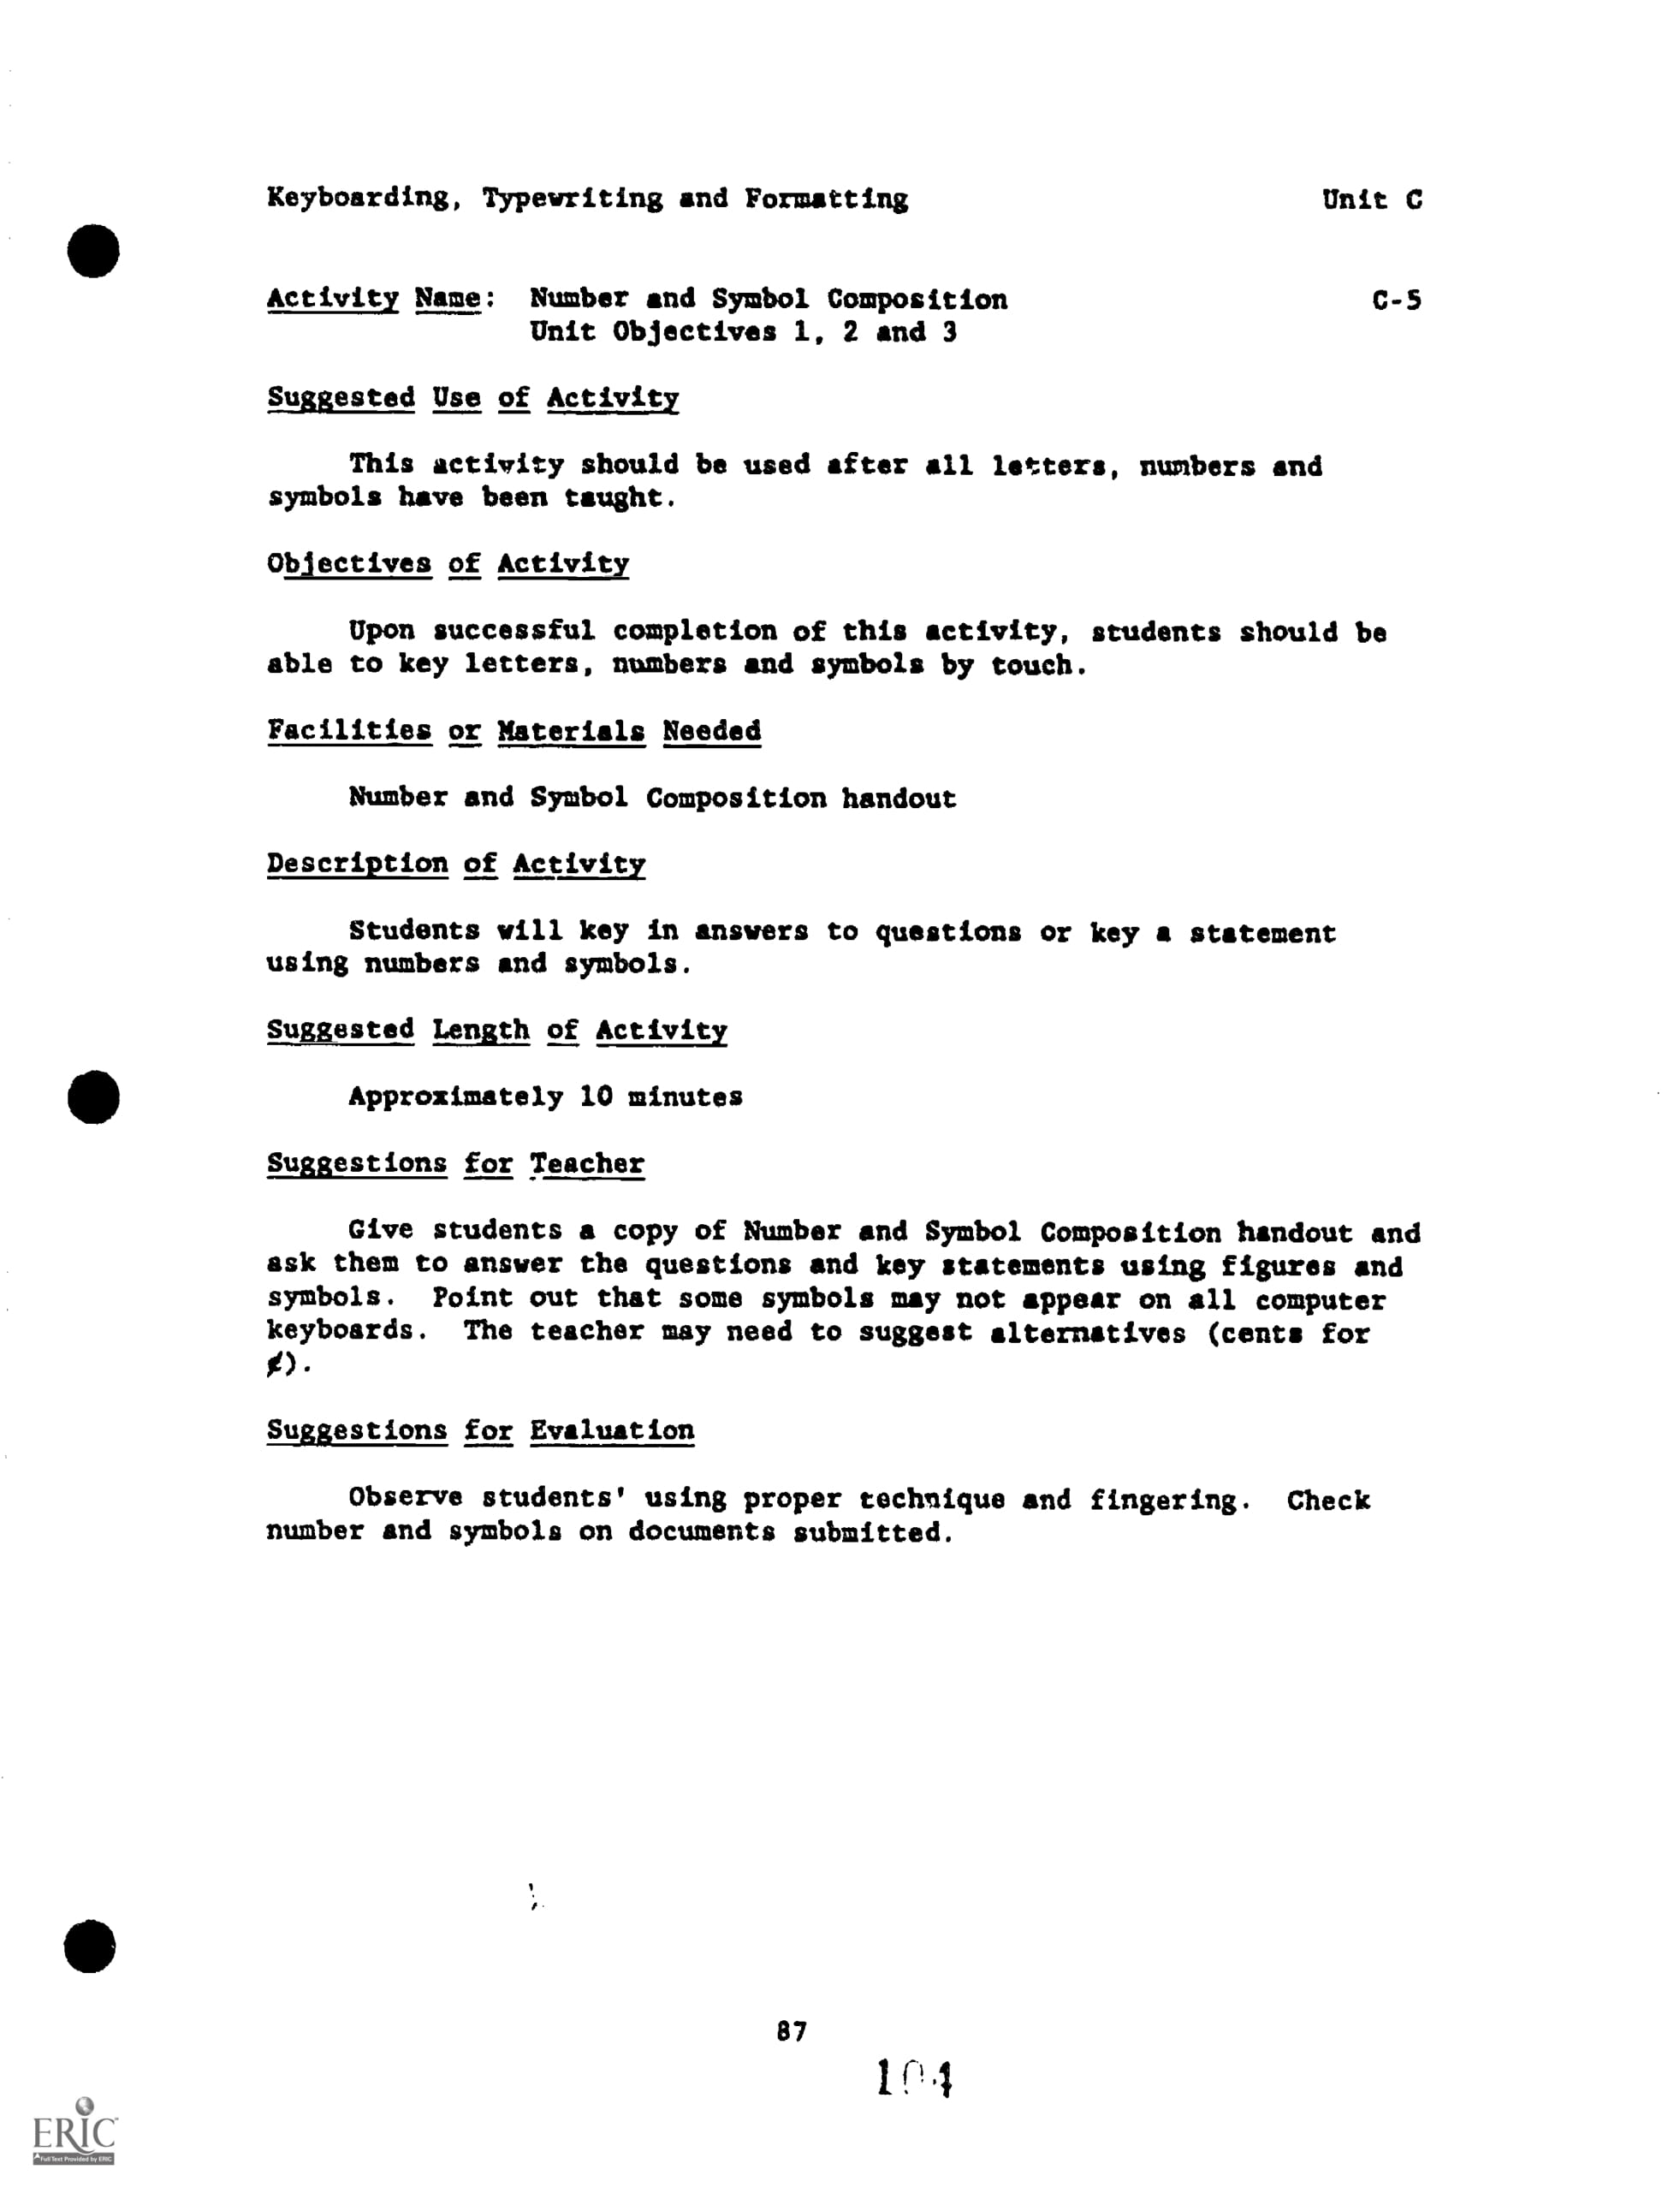 Keyboarding, Typewriting and Formatting Unit C
Activity Name: Number and Symbol Composition C-5
Unit Objectives 1, 2 and 3
Suggested Use of Activity
This activity should be used after all letters, numbers and
symbols have been taught.
Objectives of Activity
Upon successful completion of this activity, students should be
able to key letters, numbers and symbols by touch.
Facilities or Materials Needed
Number and Symbol Composition handout
Description of Activity
Students will key in answers to questions or key a statement
using numbers and symbols.
Suggested Length of Activity
Approximately 10 minutes
Suggestions for Teacher
Give students a copy of Number and Symbol Composition handout and
ask them to answer the questions and key statements using figures and
symbols. Point out that some symbols may not appear on all computer
keyboards. The teacher may need to suggest alternatives (cents for
¢).
Suggestions for Evaluation
Observe students' using proper technique and fingering. Check
number and symbols on documents submitted.
87
104
ERIC
Full Text Provided by ERIC